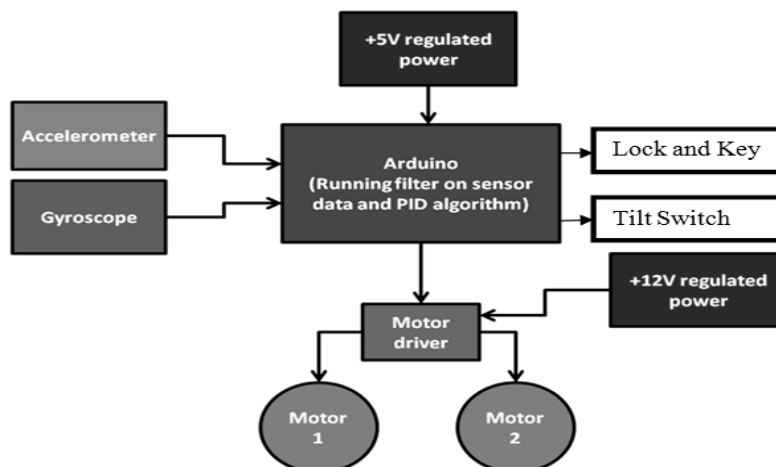 +5V regulated
power
Accelerometer
Gyroscope
Arduino
(Running filter on sensor
data and PID algorithm)
Lock and Key
Tilt Switch
+12V regulated
power
Motor
driver
Motor
1
Motor
2